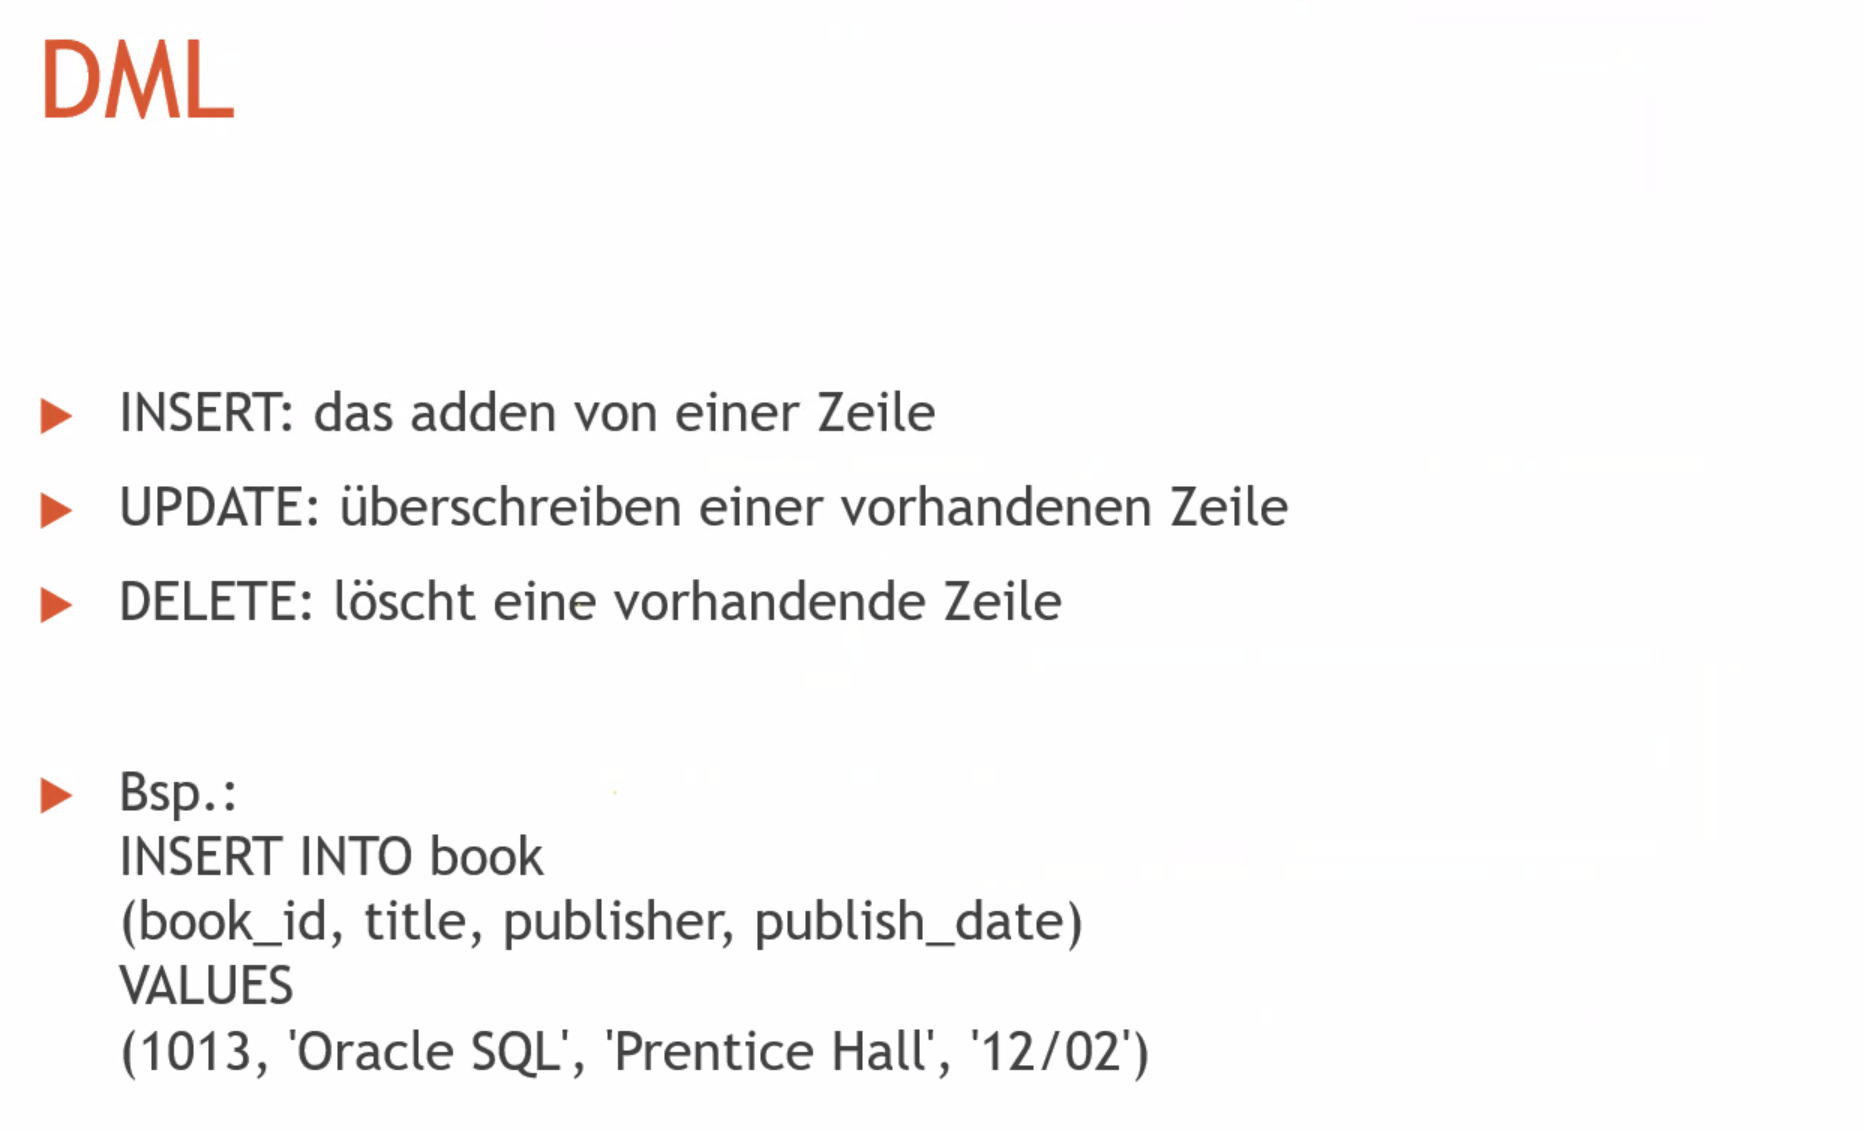 DML
INSERT: das adden von einer Zeile
UPDATE: überschreiben einer vorhandenen Zeile
DELETE: löscht eine vorhandende Zeile
Bsp.:
INSERT INTO book
(book_id, title, publisher, publish_date)
VALUES
(1013, 'Oracle SQL', 'Prentice Hall', '12/02')